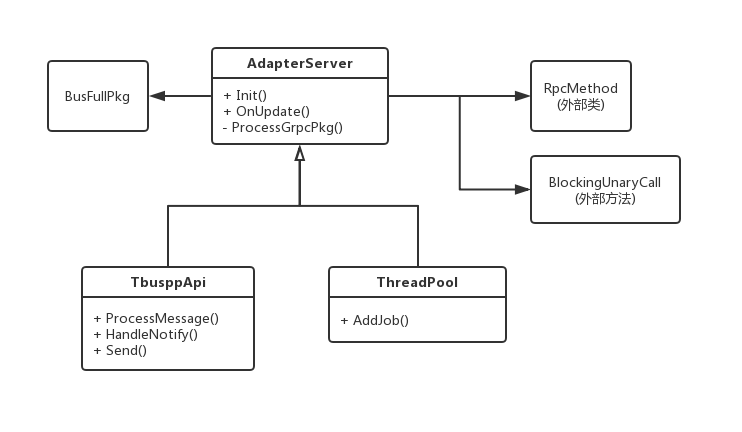 BusFullPkg
AdapterServer
+ Init()
+ OnUpdate()
- ProcessGrpcPkg()
RpcMethod
(外部类)
BlockingUnaryCall
(外部方法)
TbusppApi
+ ProcessMessage()
+ HandleNotify()
+ Send()
ThreadPool
+ AddJob()